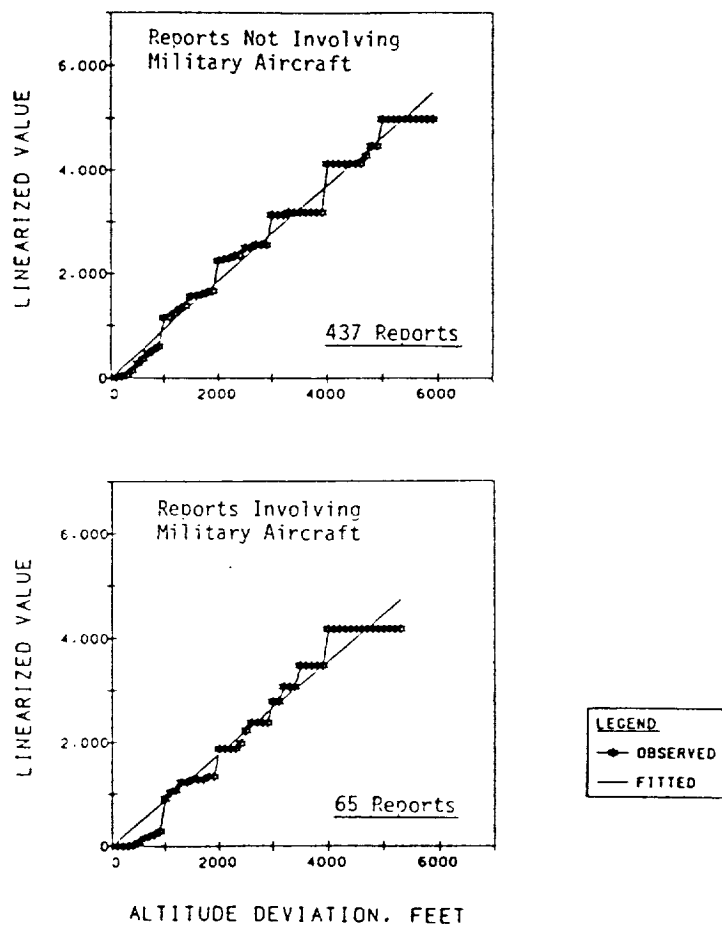 Reports Not Involving
Military Aircraft
6.000
4.000
2.000
0
LINEARIZED VALUE
437 Reports
0 2000 4000 6000
Reports Involving
Military Aircraft
6.000
4.000
2.000
0
LINEARIZED VALUE
65 Reports
0 2000 4000 6000
ALTITUDE DEVIATION. FEET
LEGEND
OBSERVED
FITTED